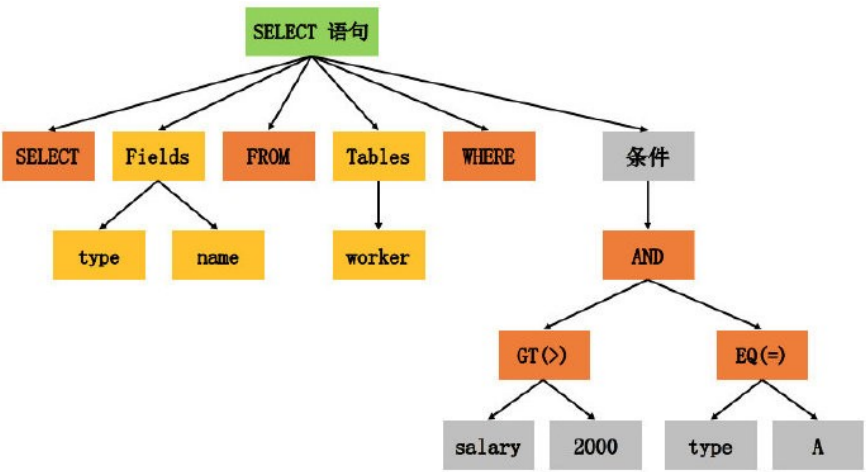 SELECT 语句
SELECT
Fields
FROM
Tables
WHERE
条件
type
name
worker
AND
GT(>)
EQ(=)
salary
2000
type
A